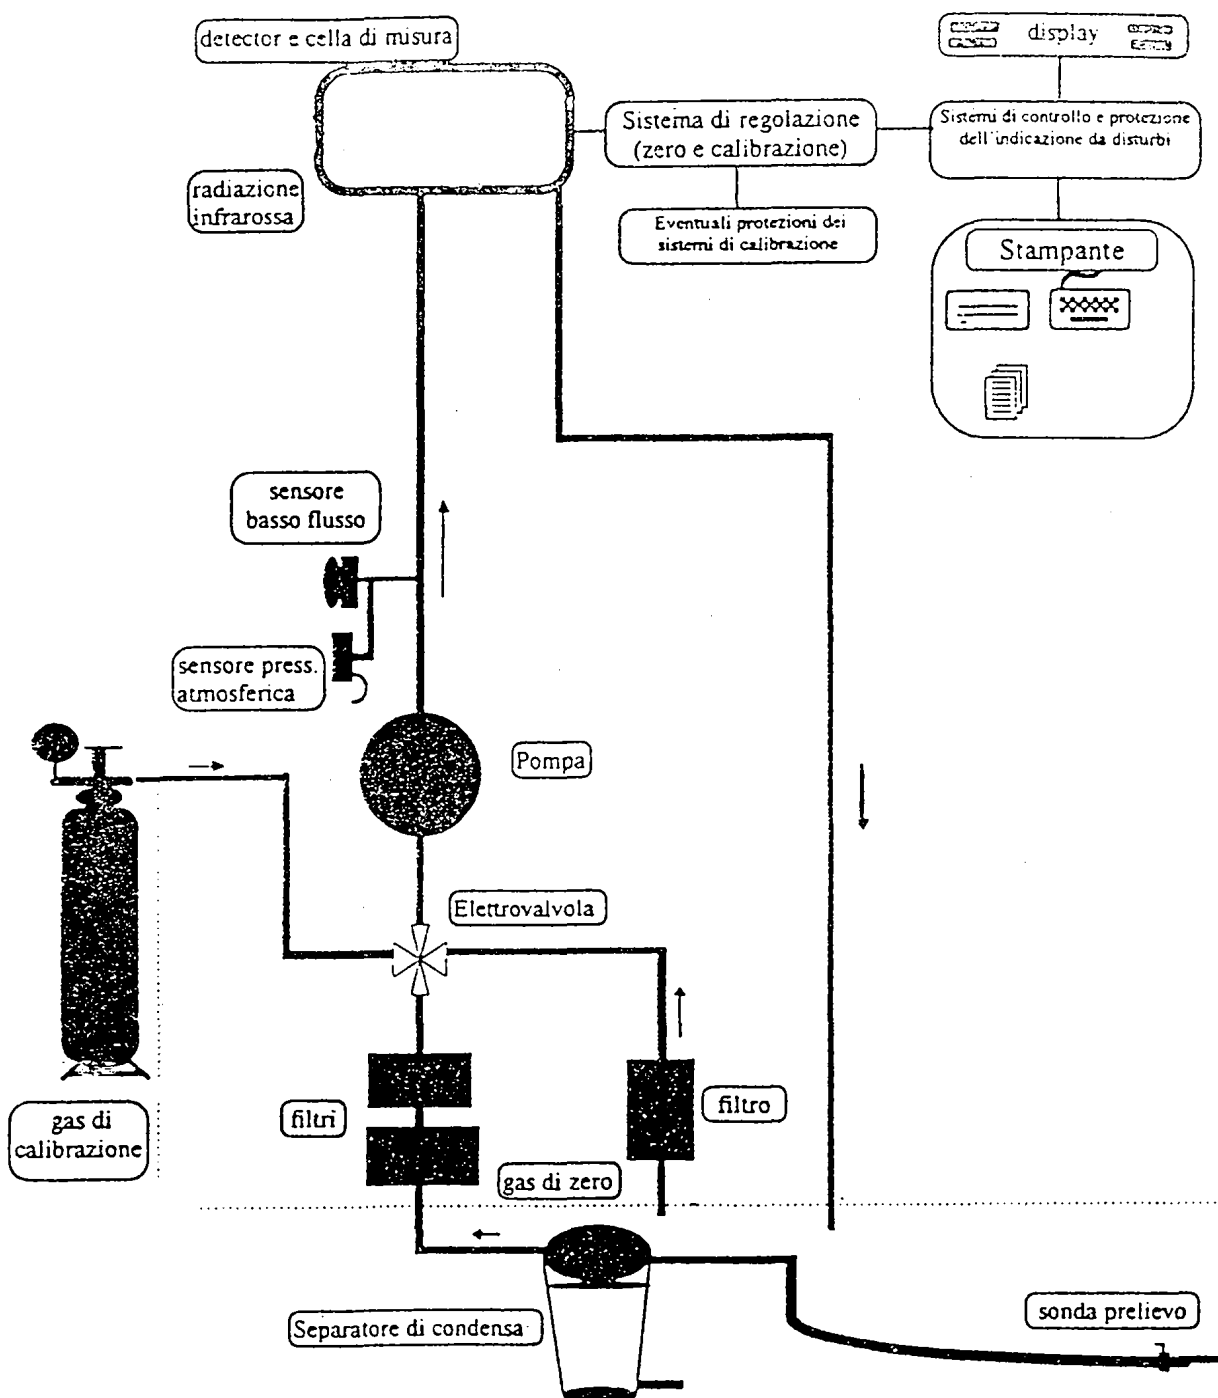 detector e cella di misura
display
Sistema di regolazione
(zero e calibrazione)
Sistemi di controllo e protezione
dell'indicazione da disturbi
radiazione
infrarossa
Eventuali protezioni dei
sistemi di calibrazione
Stampante
sensore
basso flusso
sensore press.
atmosferica
Pompa
Elettrovalvola
gas di
calibrazione
filtri
filtro
gas di zero
Separatore di condensa
sonda prelievo